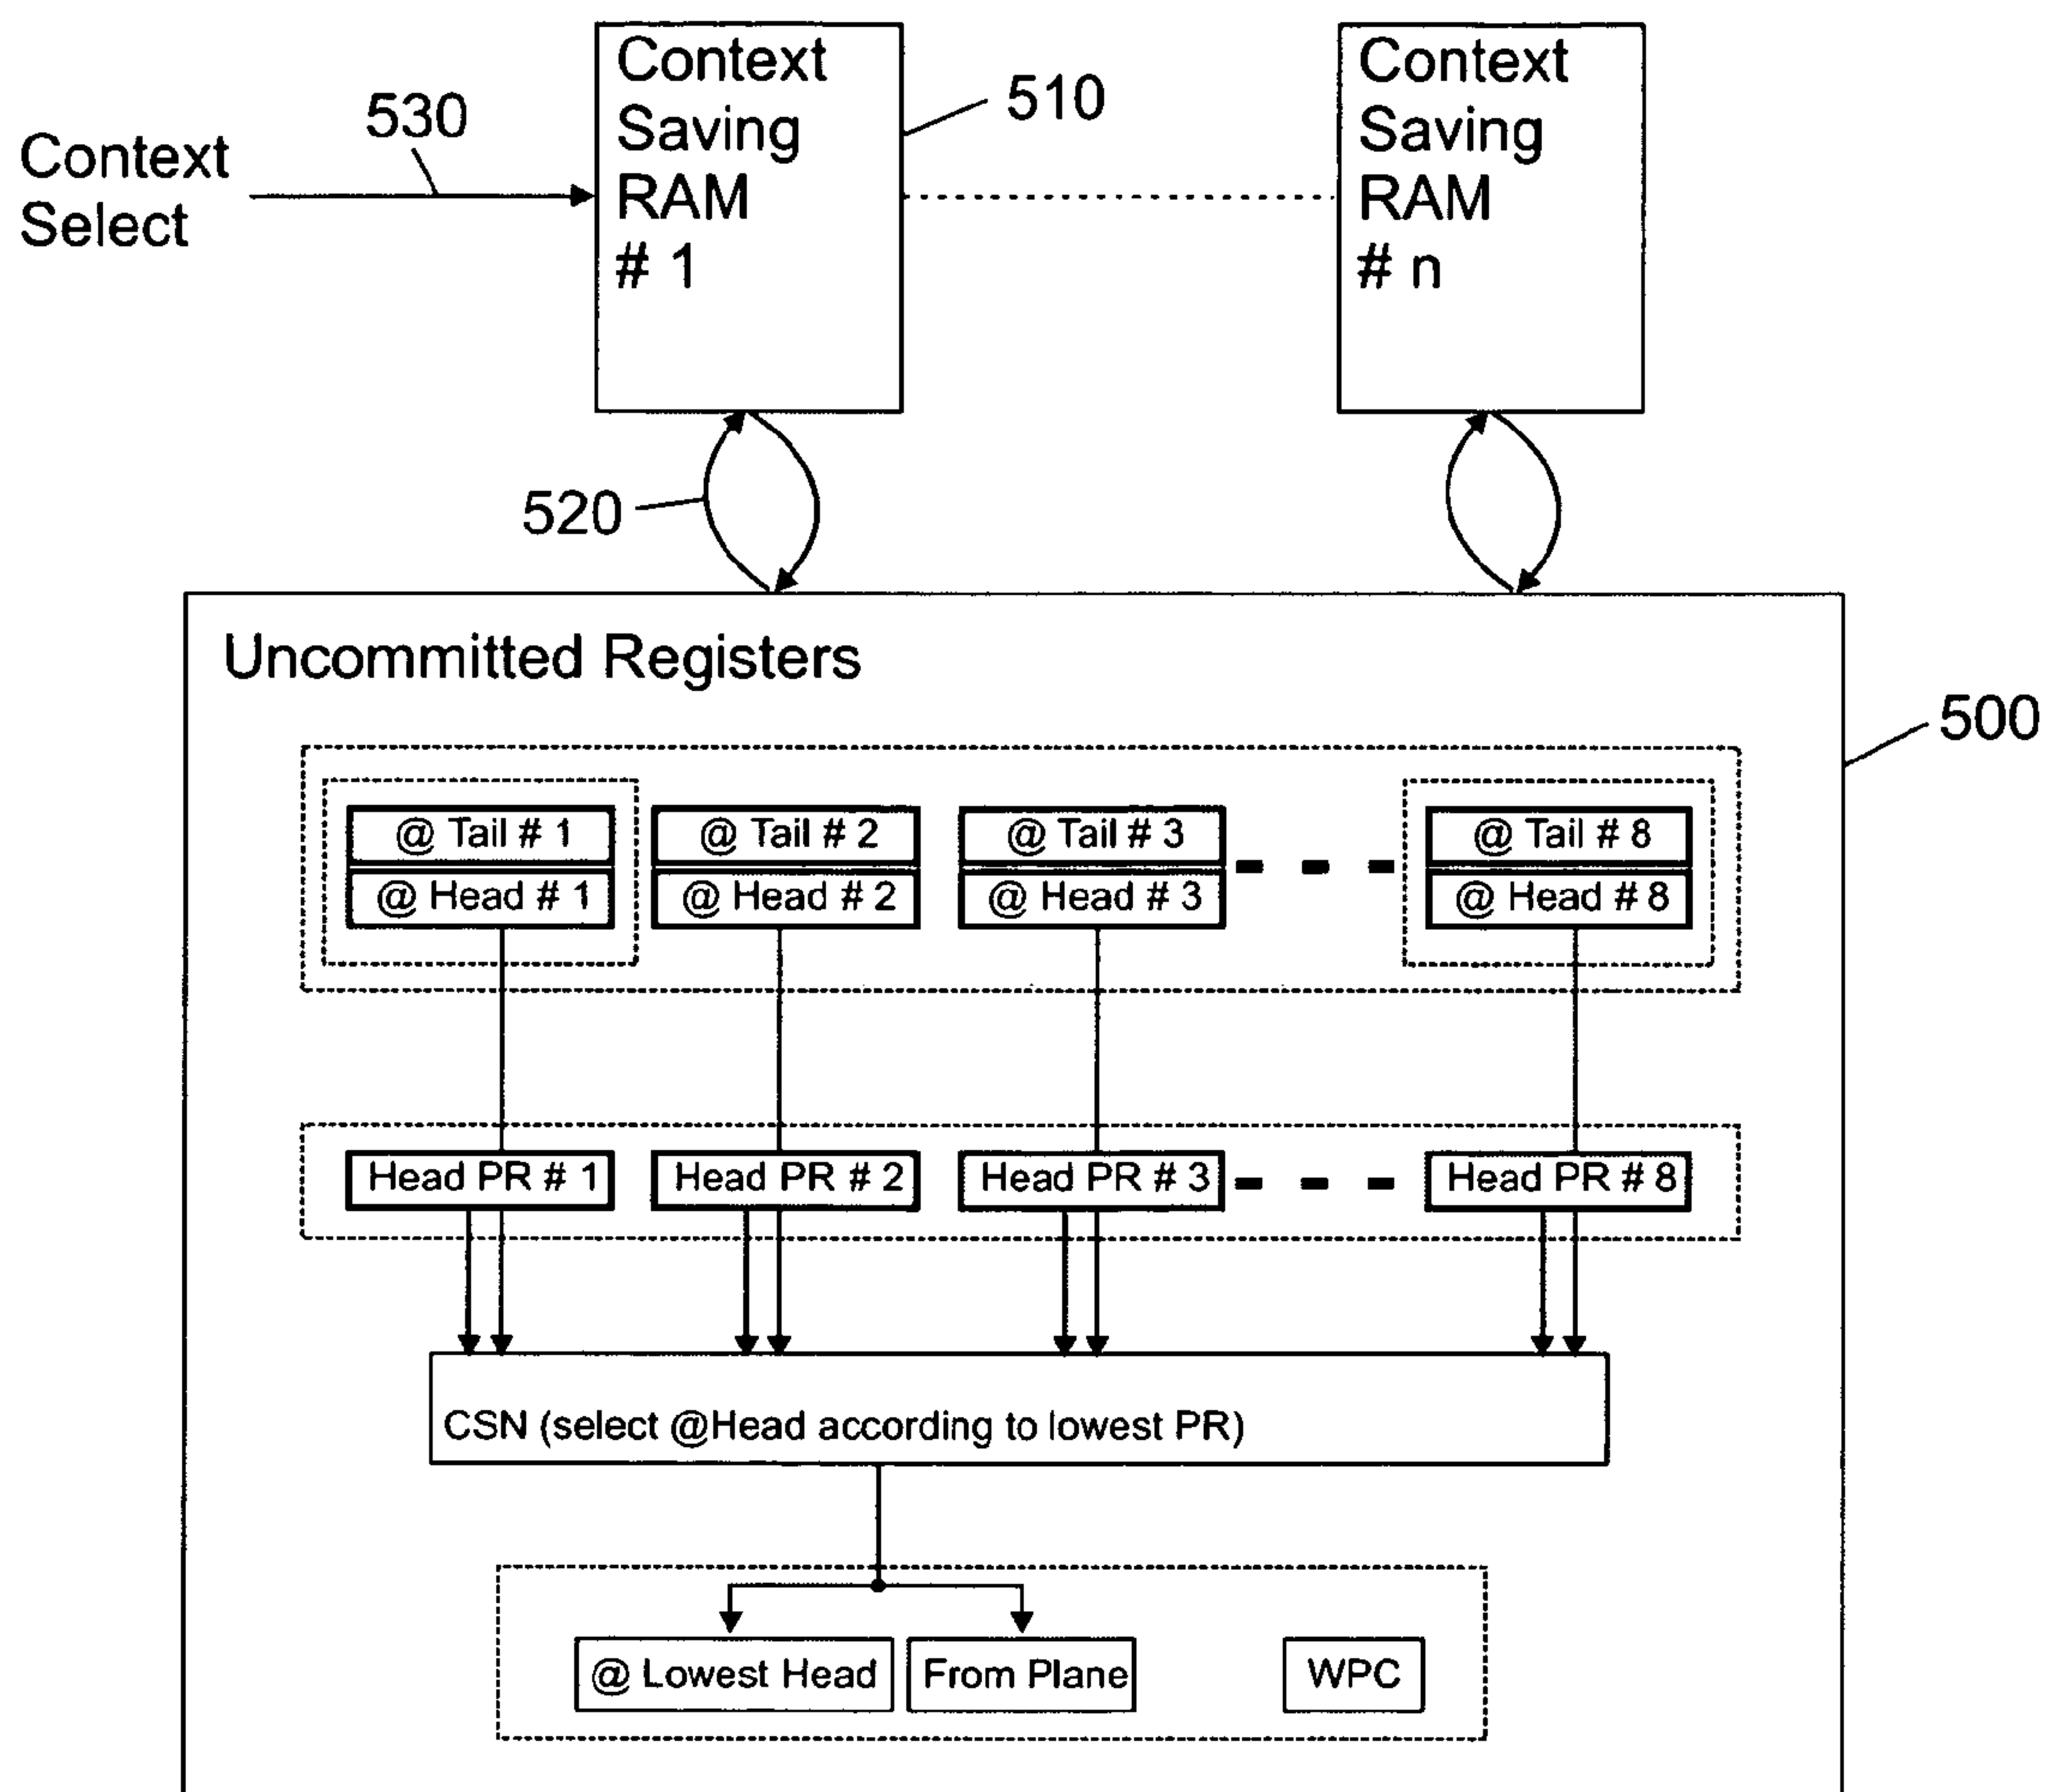 Context
Select
530
Context
Saving
RAM
# 1
510
Context
Saving
RAM
# n
520
Uncommitted Registers
500
@ Tail # 1
@ Head # 1
@ Tail # 2
@ Head # 2
@ Tail # 3
@ Head # 3
@ Tail # 8
@ Head # 8
Head PR # 1
Head PR # 2
Head PR # 3
Head PR # 8
CSN (select @Head according to lowest PR)
@ Lowest Head
From Plane
WPC